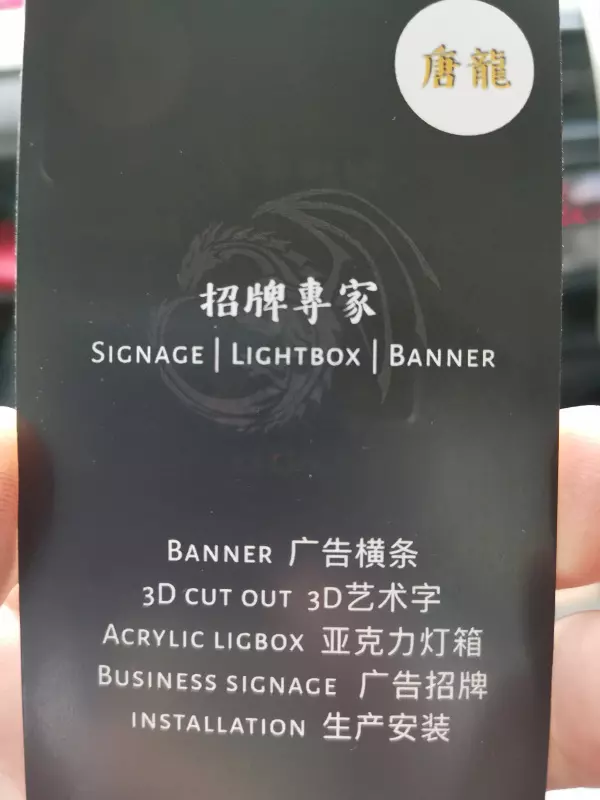 唐龍
招牌專家
SIGNAGE | LIGHTBOX | BANNER
BANNER 广告横条
3D CUT OUT 3D艺术字
ACRYLIC LIGBOX 亚克力灯箱
BUSINESS SIGNAGE 广告招牌
INSTALLATION 生产安装